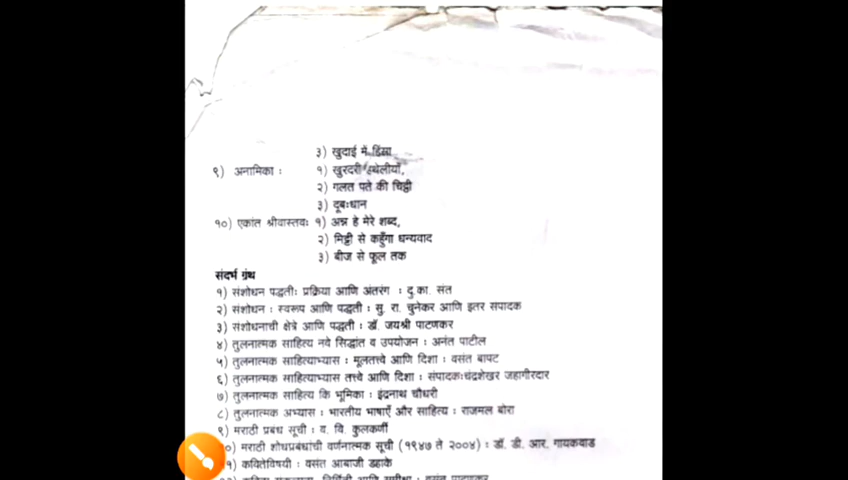 ३) खुदाई में हिंसा
९) अनामिका : १) खुरदरी हथेलीयाँ,
२) गलत पते की चिट्ठी
३) दूबःधान
१०) एकांत श्रीवास्तवः १) अन्न हे मेरे शब्द,
२) मिट्टी से कहूँगा धन्यवाद
३) बीज से फूल तक
संदर्भ ग्रंथ
१) संशोधन पद्धतीः प्रक्रिया आणि अंतरंग : दु.का. संत
२) संशोधन : स्वरूप आणि पद्धती : सु. रा. चुनेकर आणि इतर सपादक
३) संशोधनाची क्षेत्रे आणि पद्धती : डॉ. जयश्री पाटणकर
४) तुलनात्मक साहित्य नवे सिद्धांत व उपयोजन : अनंत पाटील
५) तुलनात्मक साहित्याभ्यास : मूलतत्त्वे आणि दिशा : वसंत बापट
६) तुलनात्मक साहित्याभ्यास तत्त्वे आणि दिशा : संपादकःचंद्रशेखर जहागीरदार
७) तुलनात्मक साहित्य कि भूमिका : इंद्रनाथ चौधरी
८) तुलनात्मक अभ्यास : भारतीय भाषाएँ और साहित्य : राजमल बोरा
९) मराठी प्रबंध सूची : व. वि. कुलकर्णी
०) मराठी शोधप्रबंधांची वर्णनात्मक सूची (१९४७ ते २००४) : डॉ. डी. आर. गायकवाड
१) कवितेविषयी : वसंत आबाजी डहाके